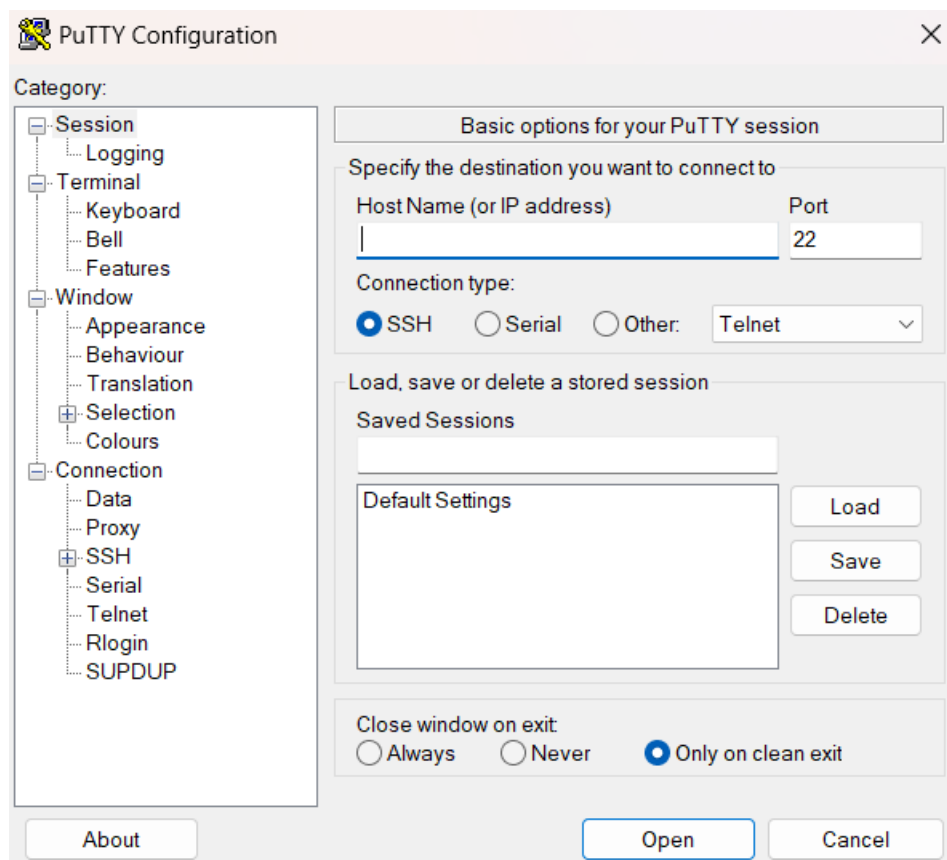 PuTTY Configuration
Category:
Session
Logging
Terminal
Keyboard
Bell
Features
Window
Appearance
Behaviour
Translation
Selection
Colours
Connection
Data
Proxy
SSH
Serial
Telnet
Rlogin
SUPDUP
Basic options for your PuTTY session
Specify the destination you want to connect to
Host Name (or IP address) Port
22
Connection type:
SSH Serial Other: Telnet
Load, save or delete a stored session
Saved Sessions
Default Settings
Load
Save
Delete
Close window on exit:
Always Never Only on clean exit
About Open Cancel